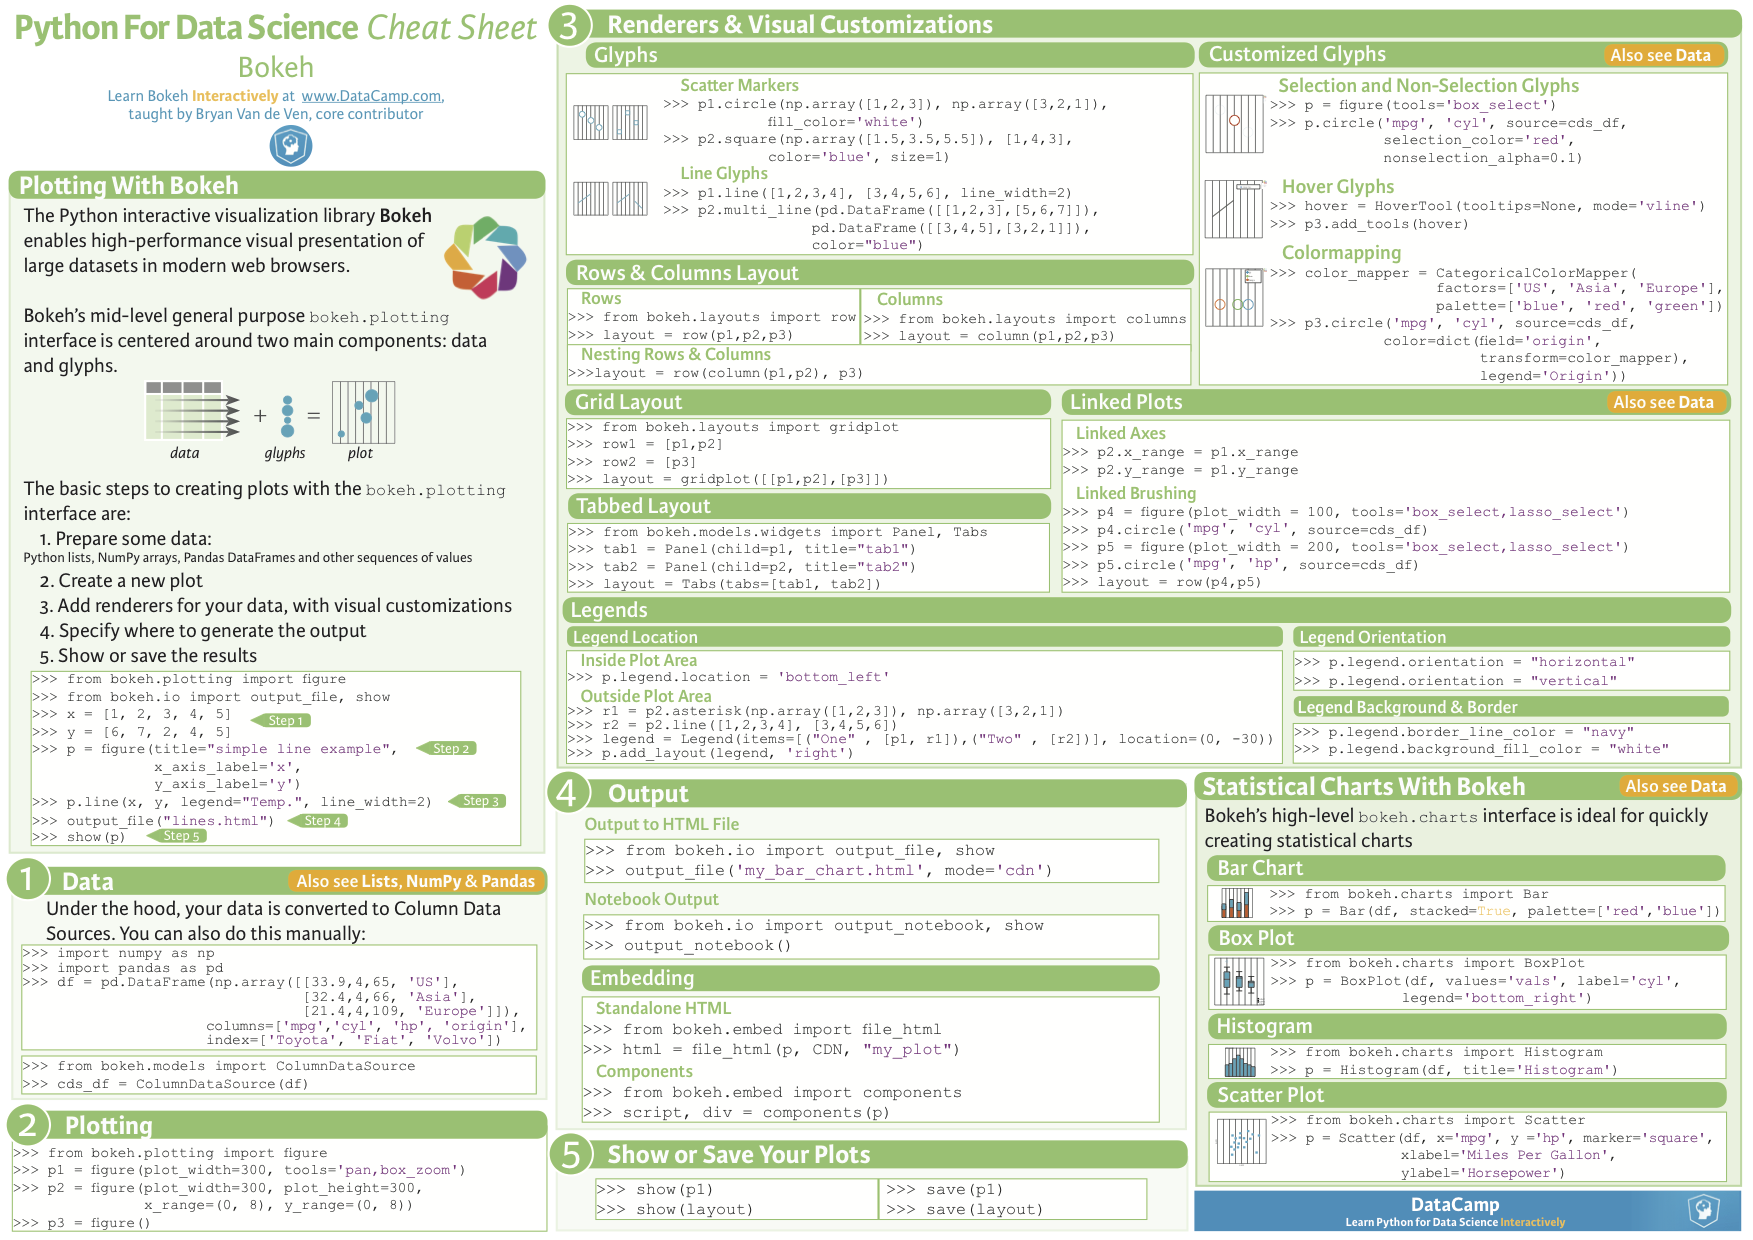 Python For Data Science Cheat Sheet
Bokeh
Learn Bokeh Interactively at www.DataCamp.com,
taught by Bryan Van de Ven, core contributor
Plotting With Bokeh
The Python interactive visualization library Bokeh
enables high-performance visual presentation of
large datasets in modern web browsers.
Bokeh's mid-level general purpose bokeh.plotting
interface is centered around two main components: data
and glyphs.
+ =
data glyphs plot
The basic steps to creating plots with the bokeh.plotting
interface are:
1. Prepare some data:
Python lists, NumPy arrays, Pandas DataFrames and other sequences of values
2. Create a new plot
3. Add renderers for your data, with visual customizations
4. Specify where to generate the output
5. Show or save the results
>>> from bokeh.plotting import figure
>>> from bokeh.io import output_file, show
>>> x = [1, 2, 3, 4, 5] Step 1
>>> y = [6, 7, 2, 4, 5]
>>> p = figure(title="simple line example", Step 2
x_axis_label='x',
y_axis_label='y')
>>> p.line(x, y, legend="Temp.", line_width=2) Step 3
>>> output_file("lines.html") Step 4
>>> show(p) Step 5
1 Data Also see Lists, NumPy & Pandas
Under the hood, your data is converted to Column Data
Sources. You can also do this manually:
>>> import numpy as np
>>> import pandas as pd
>>> df = pd.DataFrame(np.array([[33.9,4,65, 'US'],
[32.4,4,66, 'Asia'],
[21.4,4,109, 'Europe']]),
columns=['mpg','cyl', 'hp', 'origin'],
index=['Toyota', 'Fiat', 'Volvo'])
>>> from bokeh.models import ColumnDataSource
>>> cds_df = ColumnDataSource(df)
2 Plotting
>>> from bokeh.plotting import figure
>>> p1 = figure(plot_width=300, tools='pan,box_zoom')
>>> p2 = figure(plot_width=300, plot_height=300,
x_range=(0, 8), y_range=(0, 8))
>>> p3 = figure()
3 Renderers & Visual Customizations
Glyphs
Scatter Markers
>>> p1.circle(np.array([1,2,3]), np.array([3,2,1]),
fill_color='white')
>>> p2.square(np.array([1.5,3.5,5.5]), [1,4,3],
color='blue', size=1)
Line Glyphs
>>> p1.line([1,2,3,4], [3,4,5,6], line_width=2)
>>> p2.multi_line(pd.DataFrame([[1,2,3],[5,6,7]]),
pd.DataFrame([[3,4,5],[3,2,1]]),
color="blue")
Customized Glyphs Also see Data
Selection and Non-Selection Glyphs
>>> p = figure(tools='box_select')
>>> p.circle('mpg', 'cyl', source=cds_df,
selection_color='red',
nonselection_alpha=0.1)
Hover Glyphs
>>> hover = HoverTool(tooltips=None, mode='vline')
>>> p3.add_tools(hover)
Colormapping
>>> color_mapper = CategoricalColorMapper(
factors=['US', 'Asia', 'Europe'],
palette=['blue', 'red', 'green'])
>>> p3.circle('mpg', 'cyl', source=cds_df,
color=dict(field='origin',
transform=color_mapper),
legend='Origin'))
Rows & Columns Layout
Rows
>>> from bokeh.layouts import row
>>> layout = row(p1,p2,p3)
Columns
>>> from bokeh.layouts import columns
>>> layout = column(p1,p2,p3)
Nesting Rows & Columns
>>>layout = row(column(p1,p2), p3)
Grid Layout
>>> from bokeh.layouts import gridplot
>>> row1 = [p1,p2]
>>> row2 = [p3]
>>> layout = gridplot([[p1,p2],[p3]])
Tabbed Layout
>>> from bokeh.models.widgets import Panel, Tabs
>>> tab1 = Panel(child=p1, title="tab1")
>>> tab2 = Panel(child=p2, title="tab2")
>>> layout = Tabs(tabs=[tab1, tab2])
Linked Plots Also see Data
Linked Axes
>>> p2.x_range = p1.x_range
>>> p2.y_range = p1.y_range
Linked Brushing
>>> p4 = figure(plot_width = 100, tools='box_select,lasso_select')
>>> p4.circle('mpg', 'cyl', source=cds_df)
>>> p5 = figure(plot_width = 200, tools='box_select,lasso_select')
>>> p5.circle('mpg', 'hp', source=cds_df)
>>> layout = row(p4,p5)
Legends
Legend Location
Inside Plot Area
>>> p.legend.location = 'bottom_left'
Outside Plot Area
>>> r1 = p2.asterisk(np.array([1,2,3]), np.array([3,2,1])
>>> r2 = p2.line([1,2,3,4], [3,4,5,6])
>>> legend = Legend(items=[("One" , [p1, r1]),("Two" , [r2])], location=(0, -30))
>>> p.add_layout(legend, 'right')
Legend Orientation
>>> p.legend.orientation = "horizontal"
>>> p.legend.orientation = "vertical"
Legend Background & Border
>>> p.legend.border_line_color = "navy"
>>> p.legend.background_fill_color = "white"
4 Output
Output to HTML File
>>> from bokeh.io import output_file, show
>>> output_file('my_bar_chart.html', mode='cdn')
Notebook Output
>>> from bokeh.io import output_notebook, show
>>> output_notebook()
Embedding
Standalone HTML
>>> from bokeh.embed import file_html
>>> html = file_html(p, CDN, "my_plot")
Components
>>> from bokeh.embed import components
>>> script, div = components(p)
5 Show or Save Your Plots
>>> show(p1) >>> save(p1)
>>> show(layout) >>> save(layout)
Statistical Charts With Bokeh Also see Data
Bokeh's high-level bokeh.charts interface is ideal for quickly
creating statistical charts
Bar Chart
>>> from bokeh.charts import Bar
>>> p = Bar(df, stacked=True, palette=['red','blue'])
Box Plot
>>> from bokeh.charts import BoxPlot
>>> p = BoxPlot(df, values='vals', label='cyl',
legend='bottom_right')
Histogram
>>> from bokeh.charts import Histogram
>>> p = Histogram(df, title='Histogram')
Scatter Plot
>>> from bokeh.charts import Scatter
>>> p = Scatter(df, x='mpg', y ='hp', marker='square',
xlabel='Miles Per Gallon',
ylabel='Horsepower')
DataCamp
Learn Python for Data Science Interactively